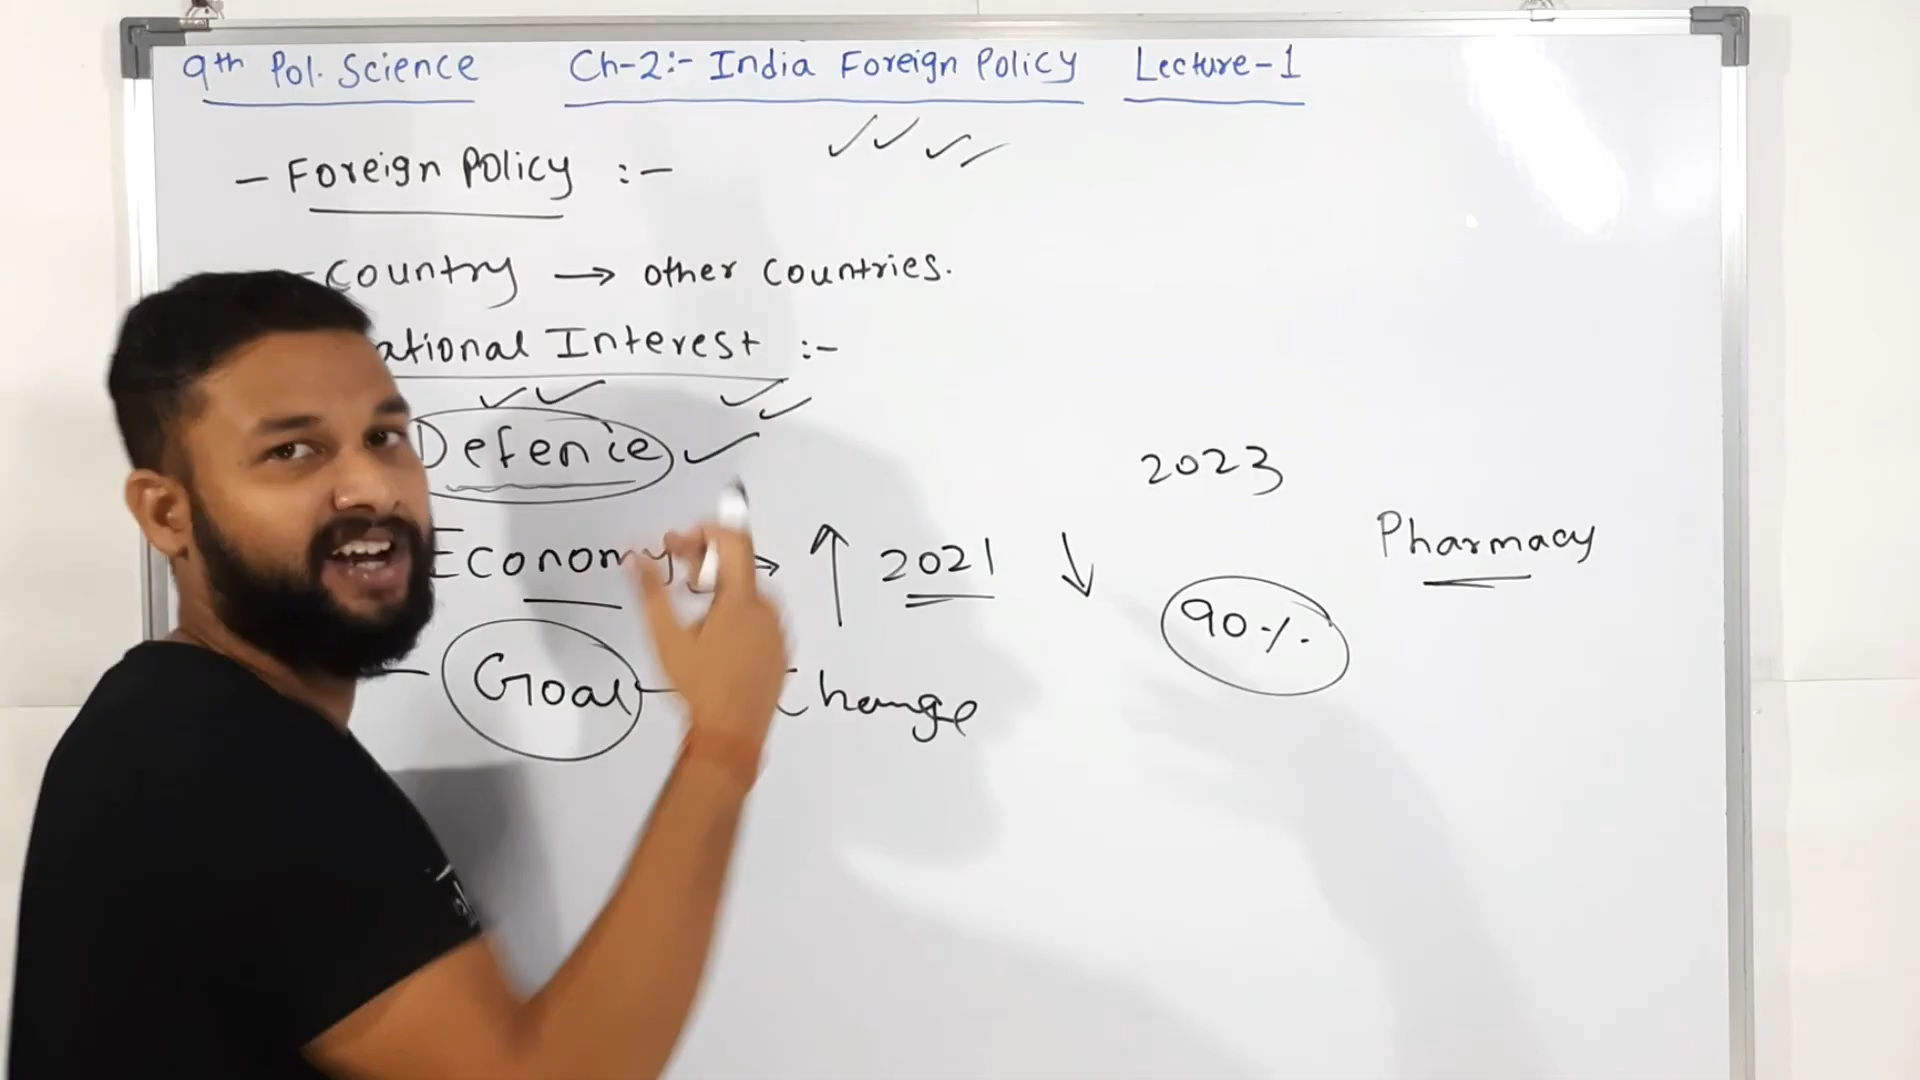 9th Pol. Science Ch-2:- India Foreign Policy Lecture-1
- Foreign Policy :-
- Country → other Countries.
ational Interest :-
Defence
Economy → ↑ 2021 ↓
2023
Pharmacy
90%
- Goal - Change